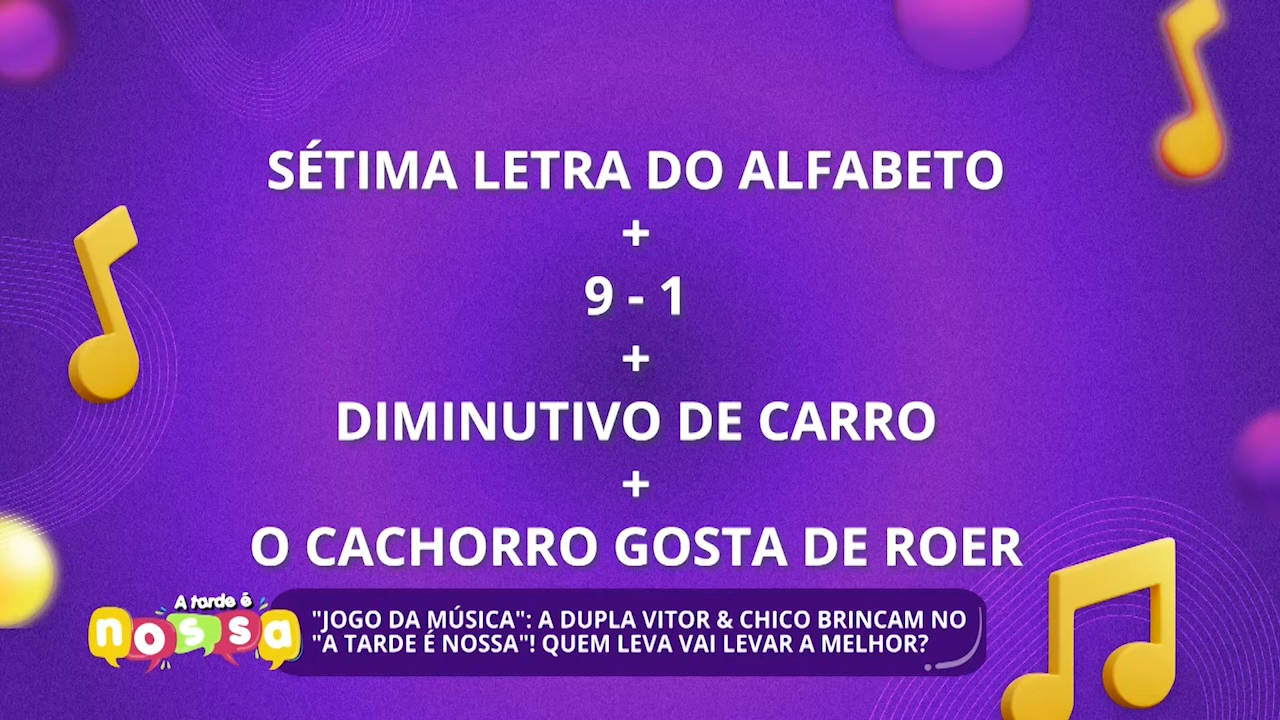 SÉTIMA LETRA DO ALFABETO
+
9 - 1
+
DIMINUTIVO DE CARRO
+
O CACHORRO GOSTA DE ROER
A tarde é
nossa
"JOGO DA MÚSICA": A DUPLA VITOR & CHICO BRINCAM NO
"A TARDE É NOSSA"! QUEM LEVA VAI LEVAR A MELHOR?